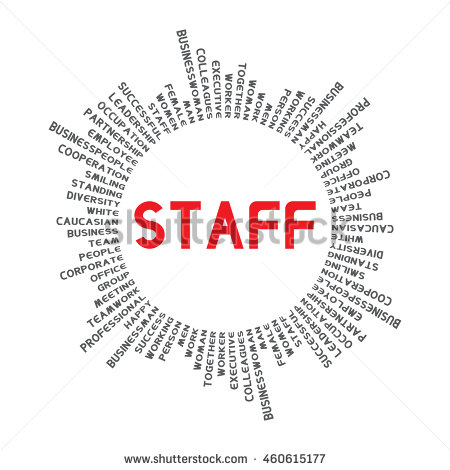 STAFF
BUSINESSWOMAN
COLLEAGUES
EXECUTIVE
WORKER
TOGETHER
WOMAN
WORK
MEN
PERSON
WORKING
SUCCESS
BUSINESSMAN
HAPPY
PROFESSIONAL
TEAMWORK
MEETING
GROUP
OFFICE
CORPORATE
PEOPLE
TEAM
BUSINESS
CAUCASIAN
WHITE
DIVERSITY
STANDING
SMILING
COOPERATION
BUSINESSPEOPLE
EMPLOYEE
PARTNERSHIP
OCCUPATION
LEADERSHIP
SUCCESSFUL
STAFF
WOMEN
FEMALE
MAN
BUSINESSWOMAN
COLLEAGUES
EXECUTIVE
WORKER
TOGETHER
WOMAN
WORK
MEN
PERSON
WORKING
SUCCESS
BUSINESSMAN
HAPPY
PROFESSIONAL
TEAMWORK
MEETING
GROUP
OFFICE
CORPORATE
PEOPLE
TEAM
BUSINESS
CAUCASIAN
WHITE
DIVERSITY
STANDING
SMILING
COOPERATION
BUSINESSPEOPLE
EMPLOYEE
PARTNERSHIP
OCCUPATION
LEADERSHIP
SUCCESSFUL
STAFF
WOMEN
FEMALE
MAN
www.shutterstock.com · 460615177